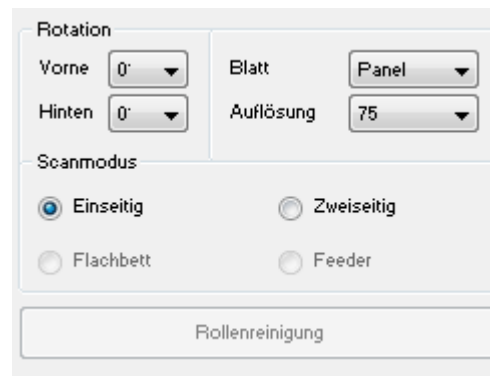 Rotation
Vorne 0° Blatt Panel
Hinten 0° Auflösung 75
Scanmodus
Einseitig Zweiseitig
Flachbett Feeder
Rollenreinigung